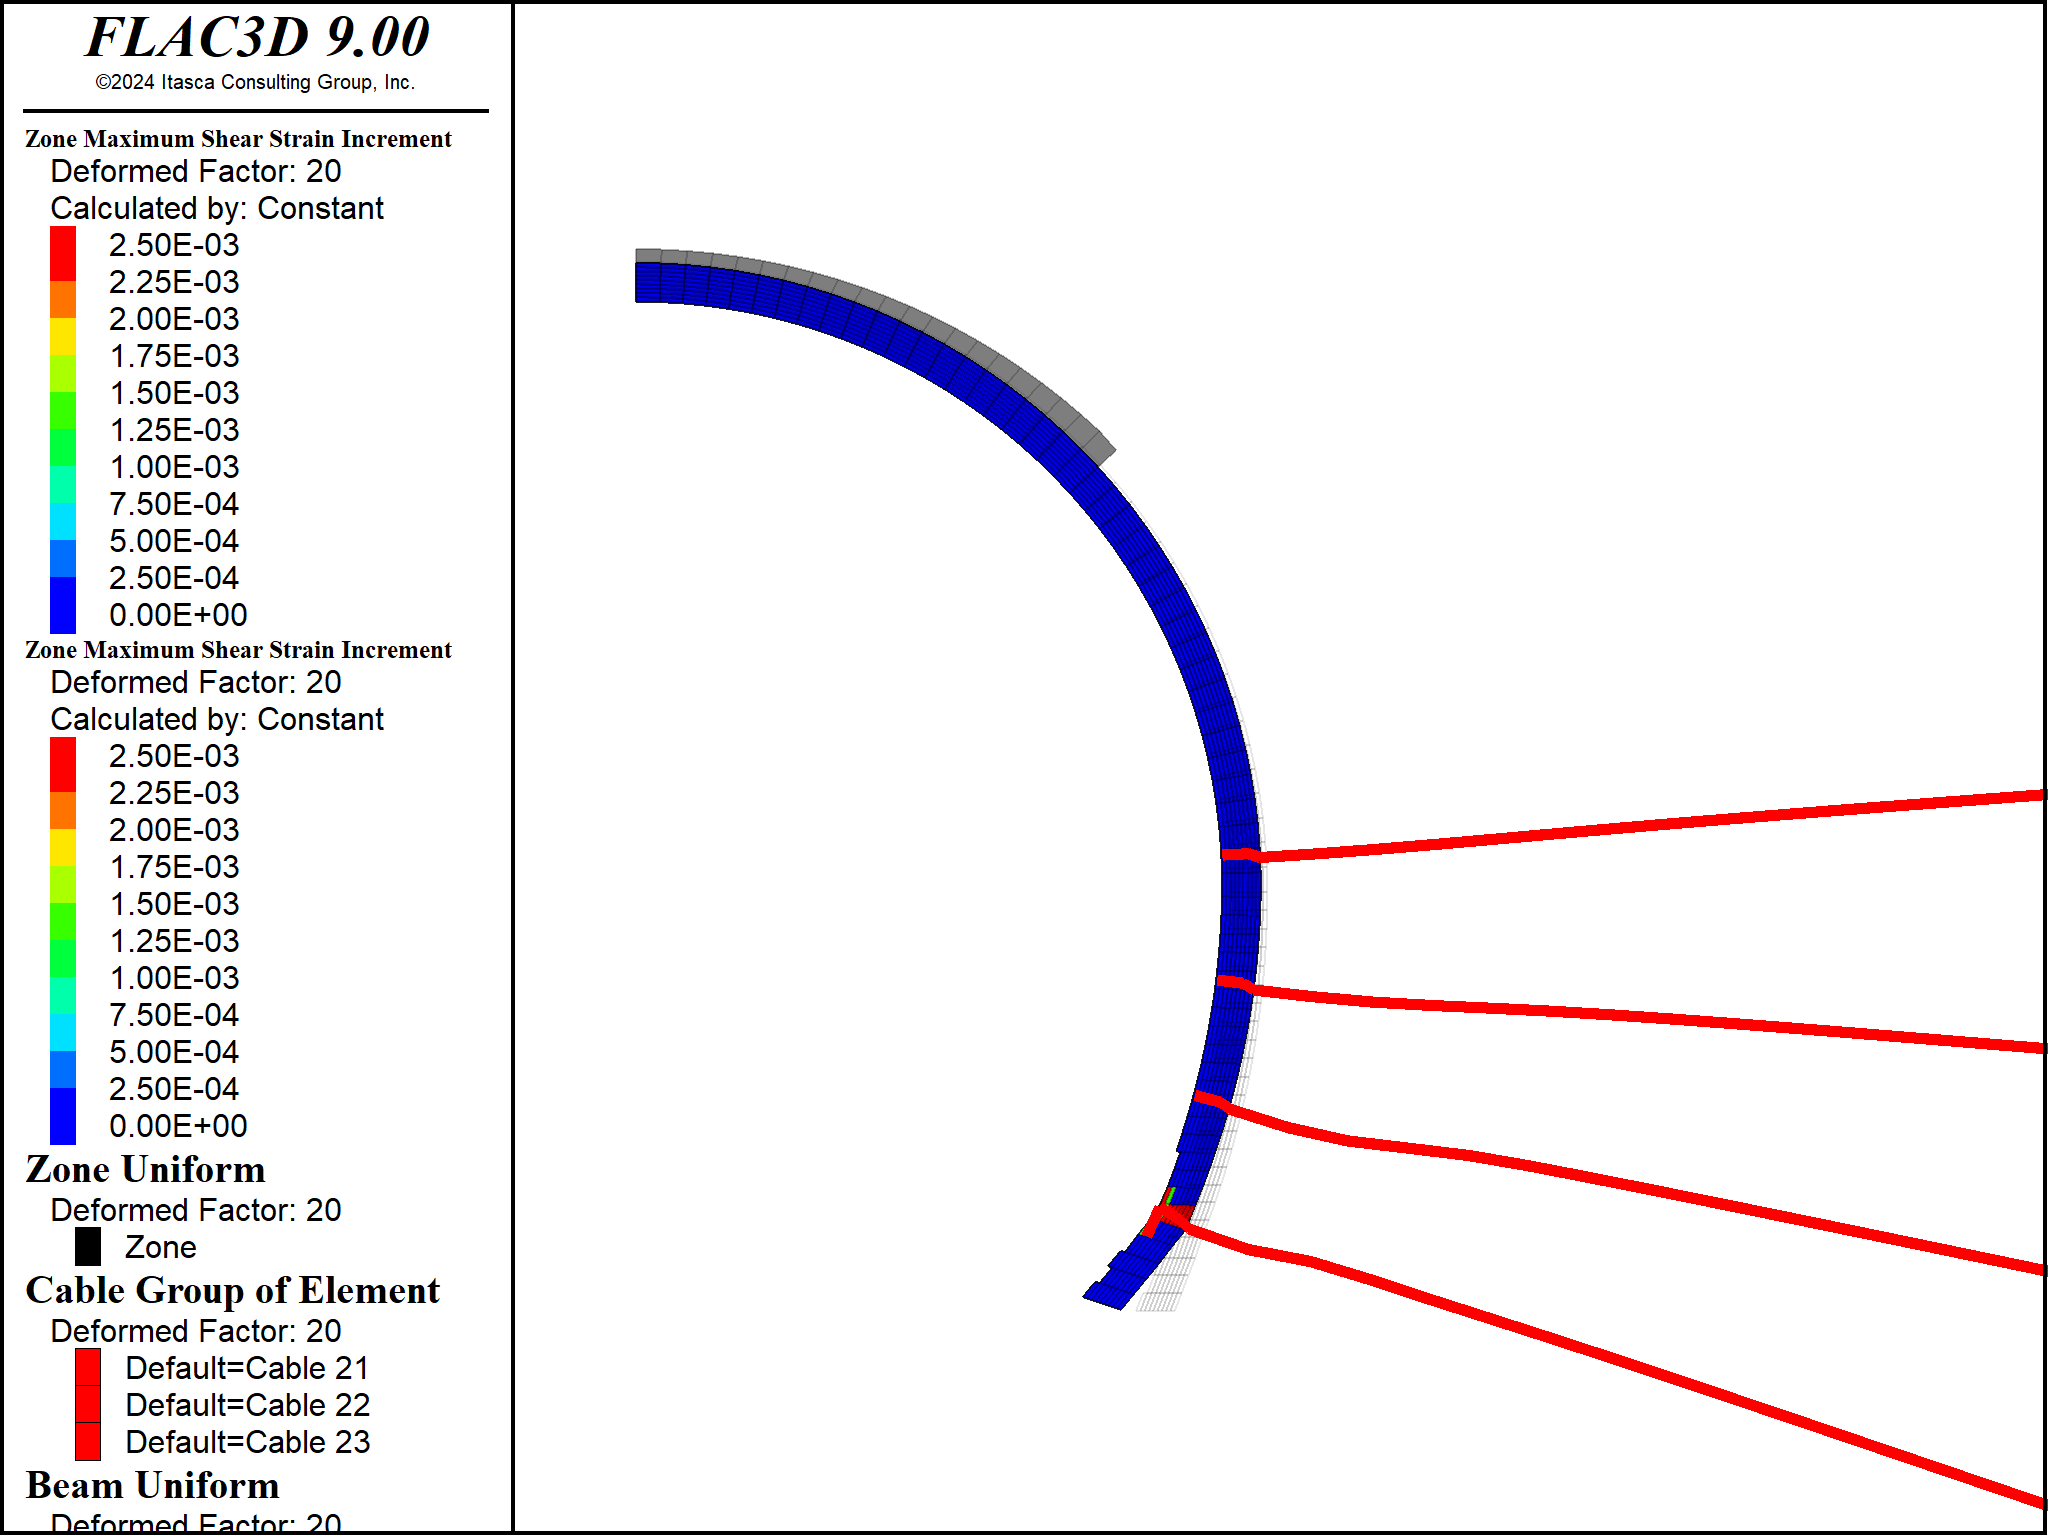 FLAC3D 9.00
©2024 Itasca Consulting Group, Inc.
Zone Maximum Shear Strain Increment
Deformed Factor: 20
Calculated by: Constant
2.50E-03
2.25E-03
2.00E-03
1.75E-03
1.50E-03
1.25E-03
1.00E-03
7.50E-04
5.00E-04
2.50E-04
0.00E+00
Zone Maximum Shear Strain Increment
Deformed Factor: 20
Calculated by: Constant
2.50E-03
2.25E-03
2.00E-03
1.75E-03
1.50E-03
1.25E-03
1.00E-03
7.50E-04
5.00E-04
2.50E-04
0.00E+00
Zone Uniform
Deformed Factor: 20
Zone
Cable Group of Element
Deformed Factor: 20
Default=Cable 21
Default=Cable 22
Default=Cable 23
Beam Uniform
Deformed Factor: 20